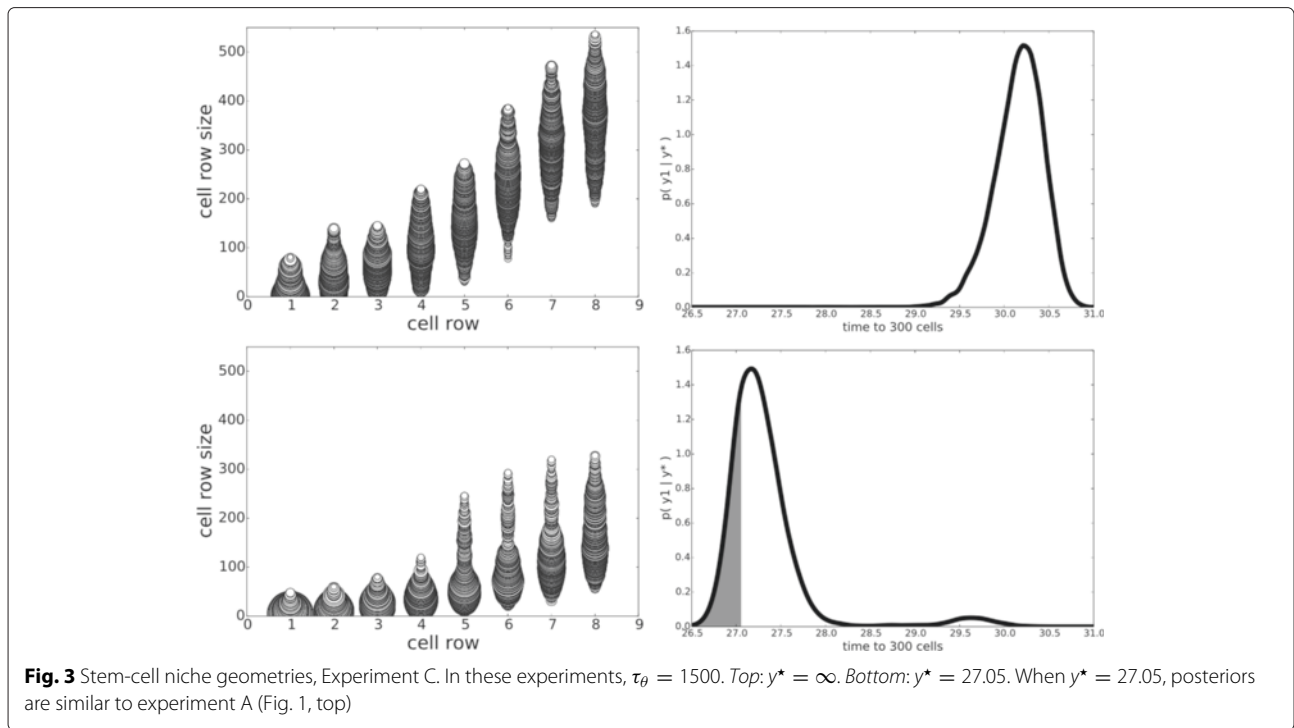 500
400
300
200
100
0
cell row size
0 1 2 3 4 5 6 7 8 9
cell row
1.6
1.4
1.2
1.0
0.8
0.6
0.4
0.2
0.0
p( y1 | y* )
26.5 27.0 27.5 28.0 28.5 29.0 29.5 30.0 30.5 31.0
time to 300 cells
500
400
300
200
100
0
cell row size
0 1 2 3 4 5 6 7 8 9
cell row
1.6
1.4
1.2
1.0
0.8
0.6
0.4
0.2
0.0
p( y1 | y* )
26.5 27.0 27.5 28.0 28.5 29.0 29.5 30.0 30.5 31.0
time to 300 cells
Fig. 3 Stem-cell niche geometries, Experiment C. In these experiments, τθ = 1500. Top: y⋆ = ∞. Bottom: y⋆ = 27.05. When y⋆ = 27.05, posteriors
are similar to experiment A (Fig. 1, top)